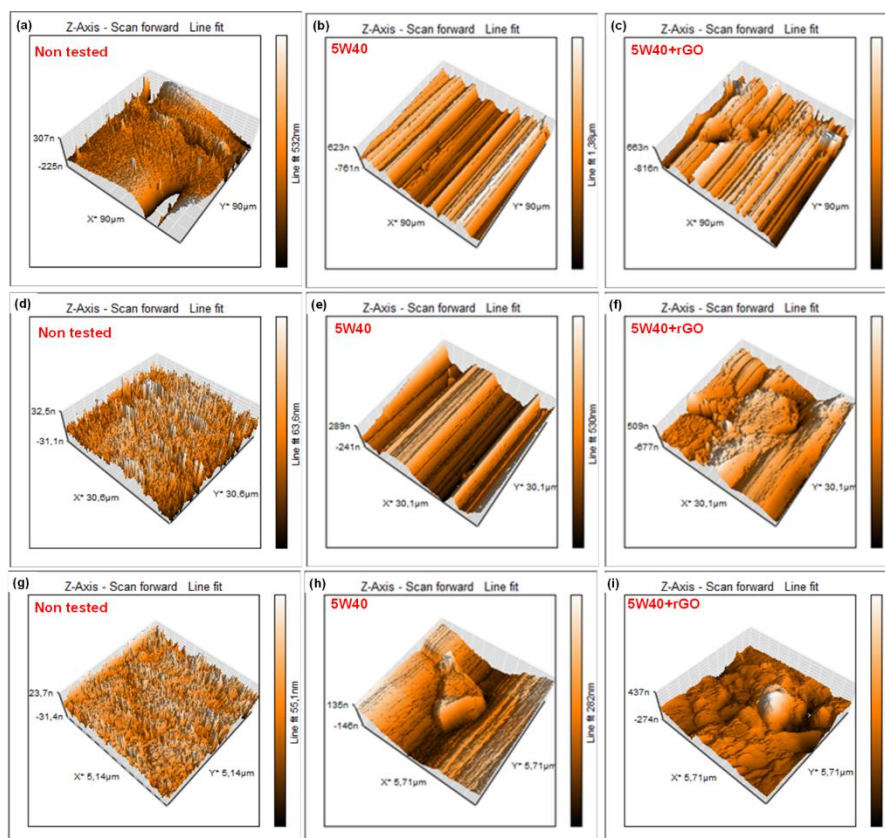 (a)
Z-Axis - Scan forward Line fit
Non tested
307n
-225n
X* 90µm
Y* 90µm
Line fit 532nm
(b)
Z-Axis - Scan forward Line fit
5W40
623n
-761n
X* 90µm
Y* 90µm
Line fit 1,38µm
(c)
Z-Axis - Scan forward Line fit
5W40+rGO
663n
-816n
X* 90µm
Y* 90µm
(d)
Z-Axis - Scan forward Line fit
Non tested
32,5n
-31,1n
X* 30,6µm
Y* 30,6µm
Line fit 63,6nm
(e)
Z-Axis - Scan forward Line fit
5W40
289n
-241n
X* 30,1µm
Y* 30,1µm
Line fit 530nm
(f)
Z-Axis - Scan forward Line fit
5W40+rGO
509n
-677n
X* 30,1µm
Y* 30,1µm
(g)
Z-Axis - Scan forward Line fit
Non tested
23,7n
-31,4n
X* 5,14µm
Y* 5,14µm
Line fit 55,1nm
(h)
Z-Axis - Scan forward Line fit
5W40
135n
-146n
X* 5,71µm
Y* 5,71µm
Line fit 282nm
(i)
Z-Axis - Scan forward Line fit
5W40+rGO
437n
-274n
X* 5,71µm
Y* 5,71µm